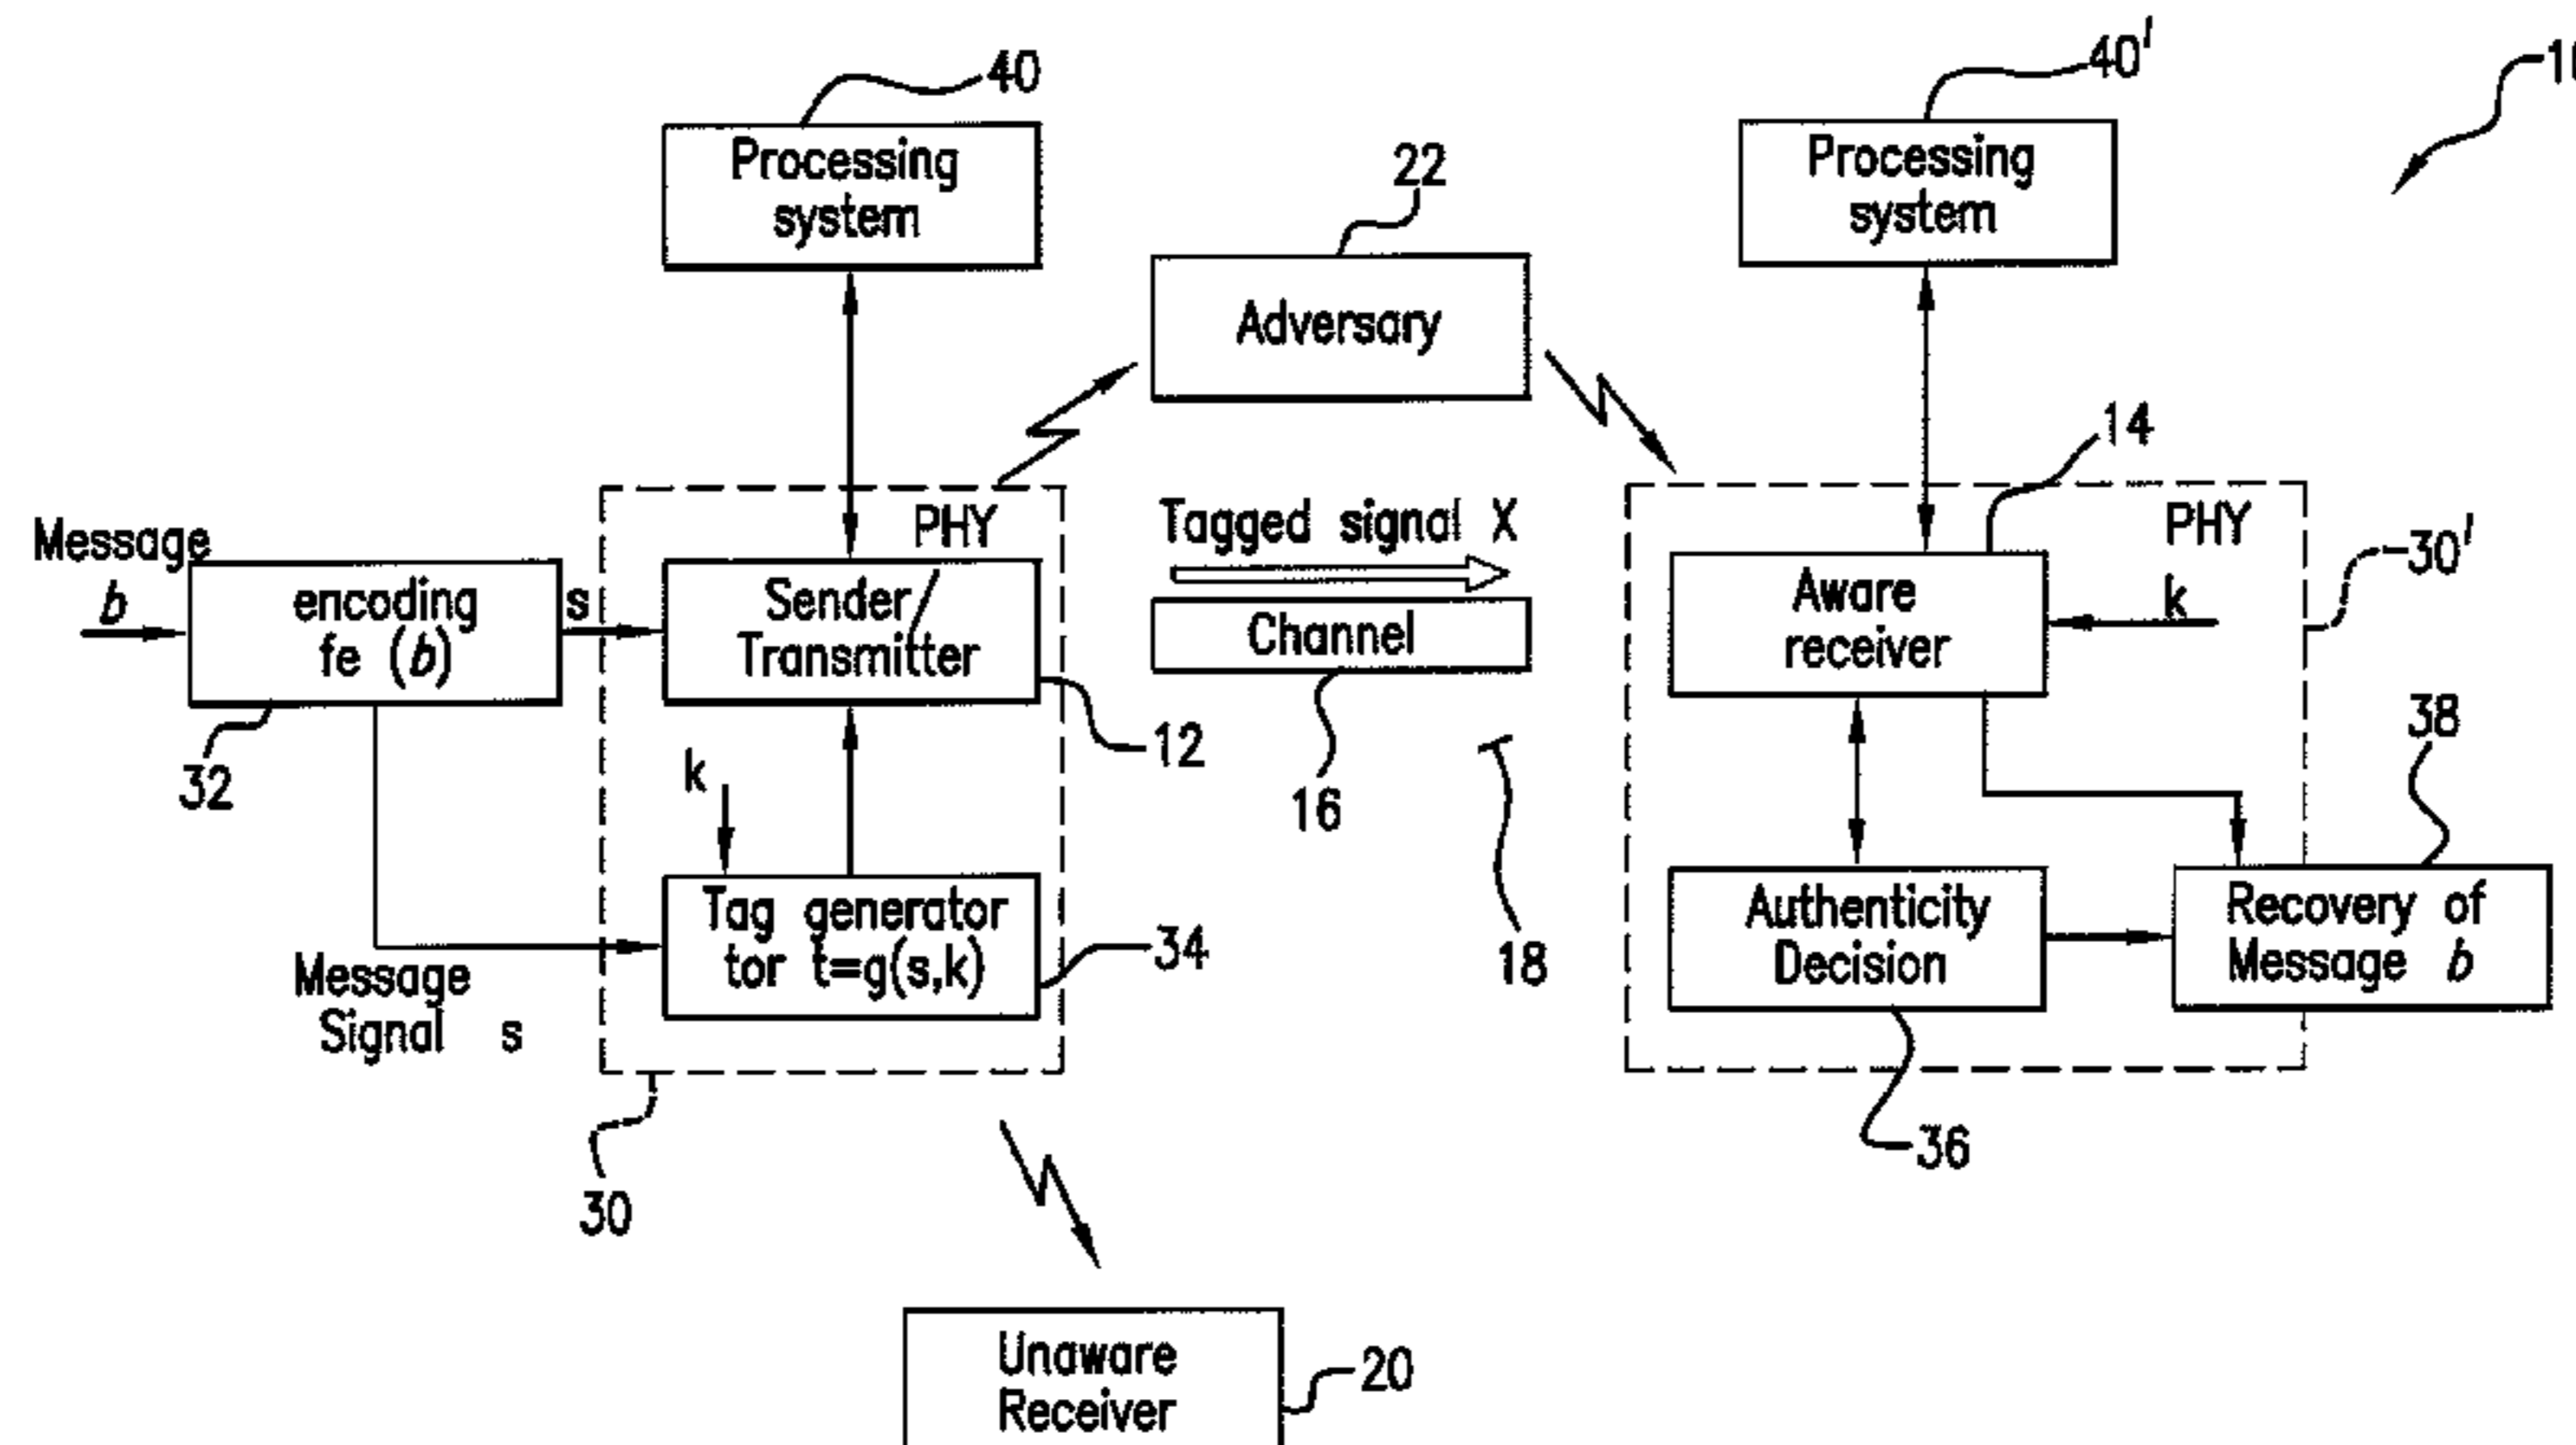 40
40'
Processing
system
22
Processing
system
Adversary
14
Message
b
encoding
fe (b)
s
PHY
Sender/
Transmitter
Tagged signal X
Channel
PHY
Aware
receiver
k
30'
32
k
12
16
38
Tag generator
tor t=g(s,k)
34
18
Authenticity
Decision
Recovery of
Message b
Message
Signal s
36
30
Unaware
Receiver
20